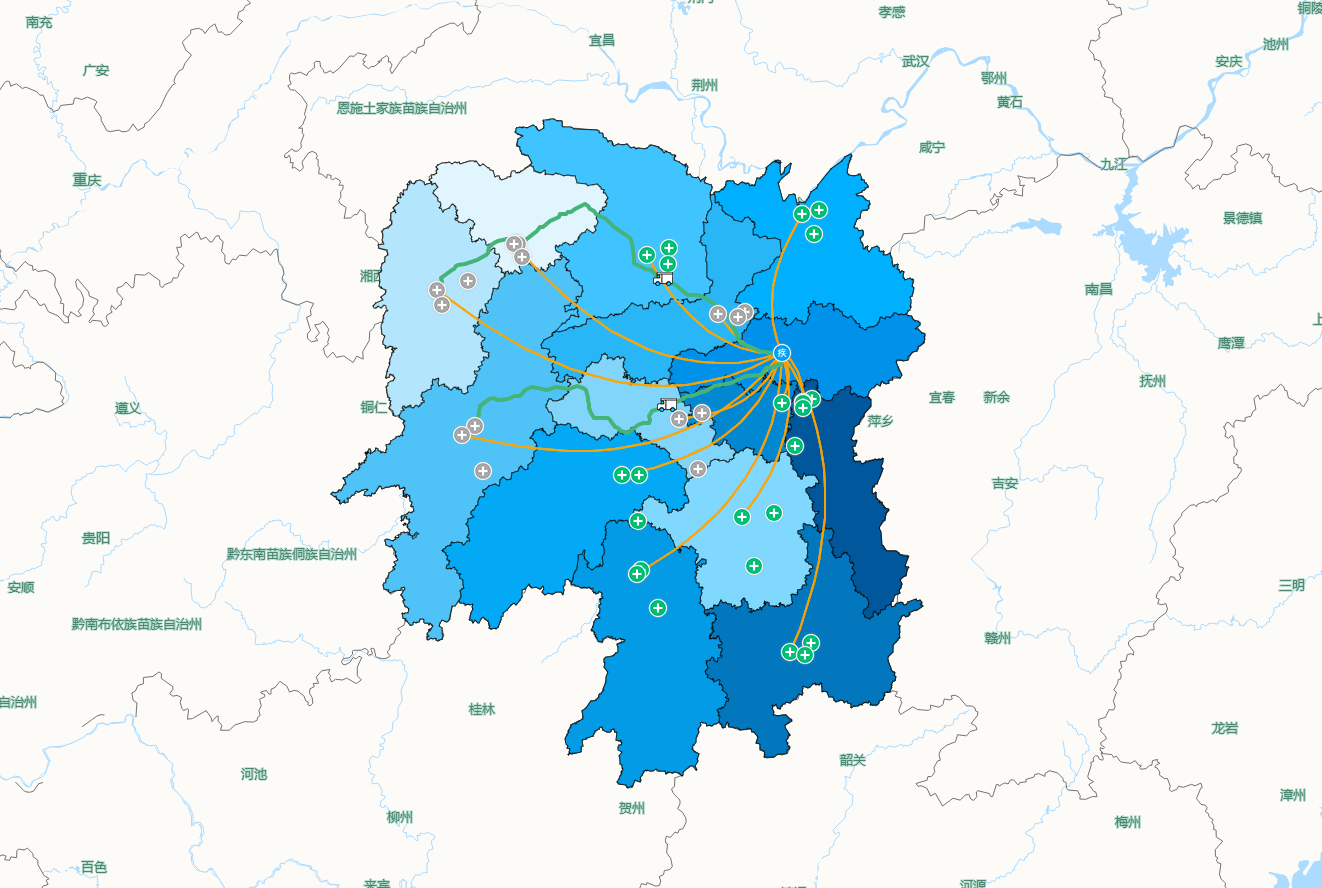 铜陵
孝感
南充
宜昌
池州
武汉
安庆
广安
鄂州
荆州
黄石
恩施土家族苗族自治州
咸宁
九江
重庆
景德镇
湘西
南昌
鹰潭
疾
抚州
宜春
新余
铜仁
遵义
萍乡
吉安
贵阳
黔东南苗族侗族自治州
安顺
三明
黔南布依族苗族自治州
赣州
自治州
桂林
龙岩
韶关
河池
漳州
贺州
柳州
梅州
百色
来宾
河源